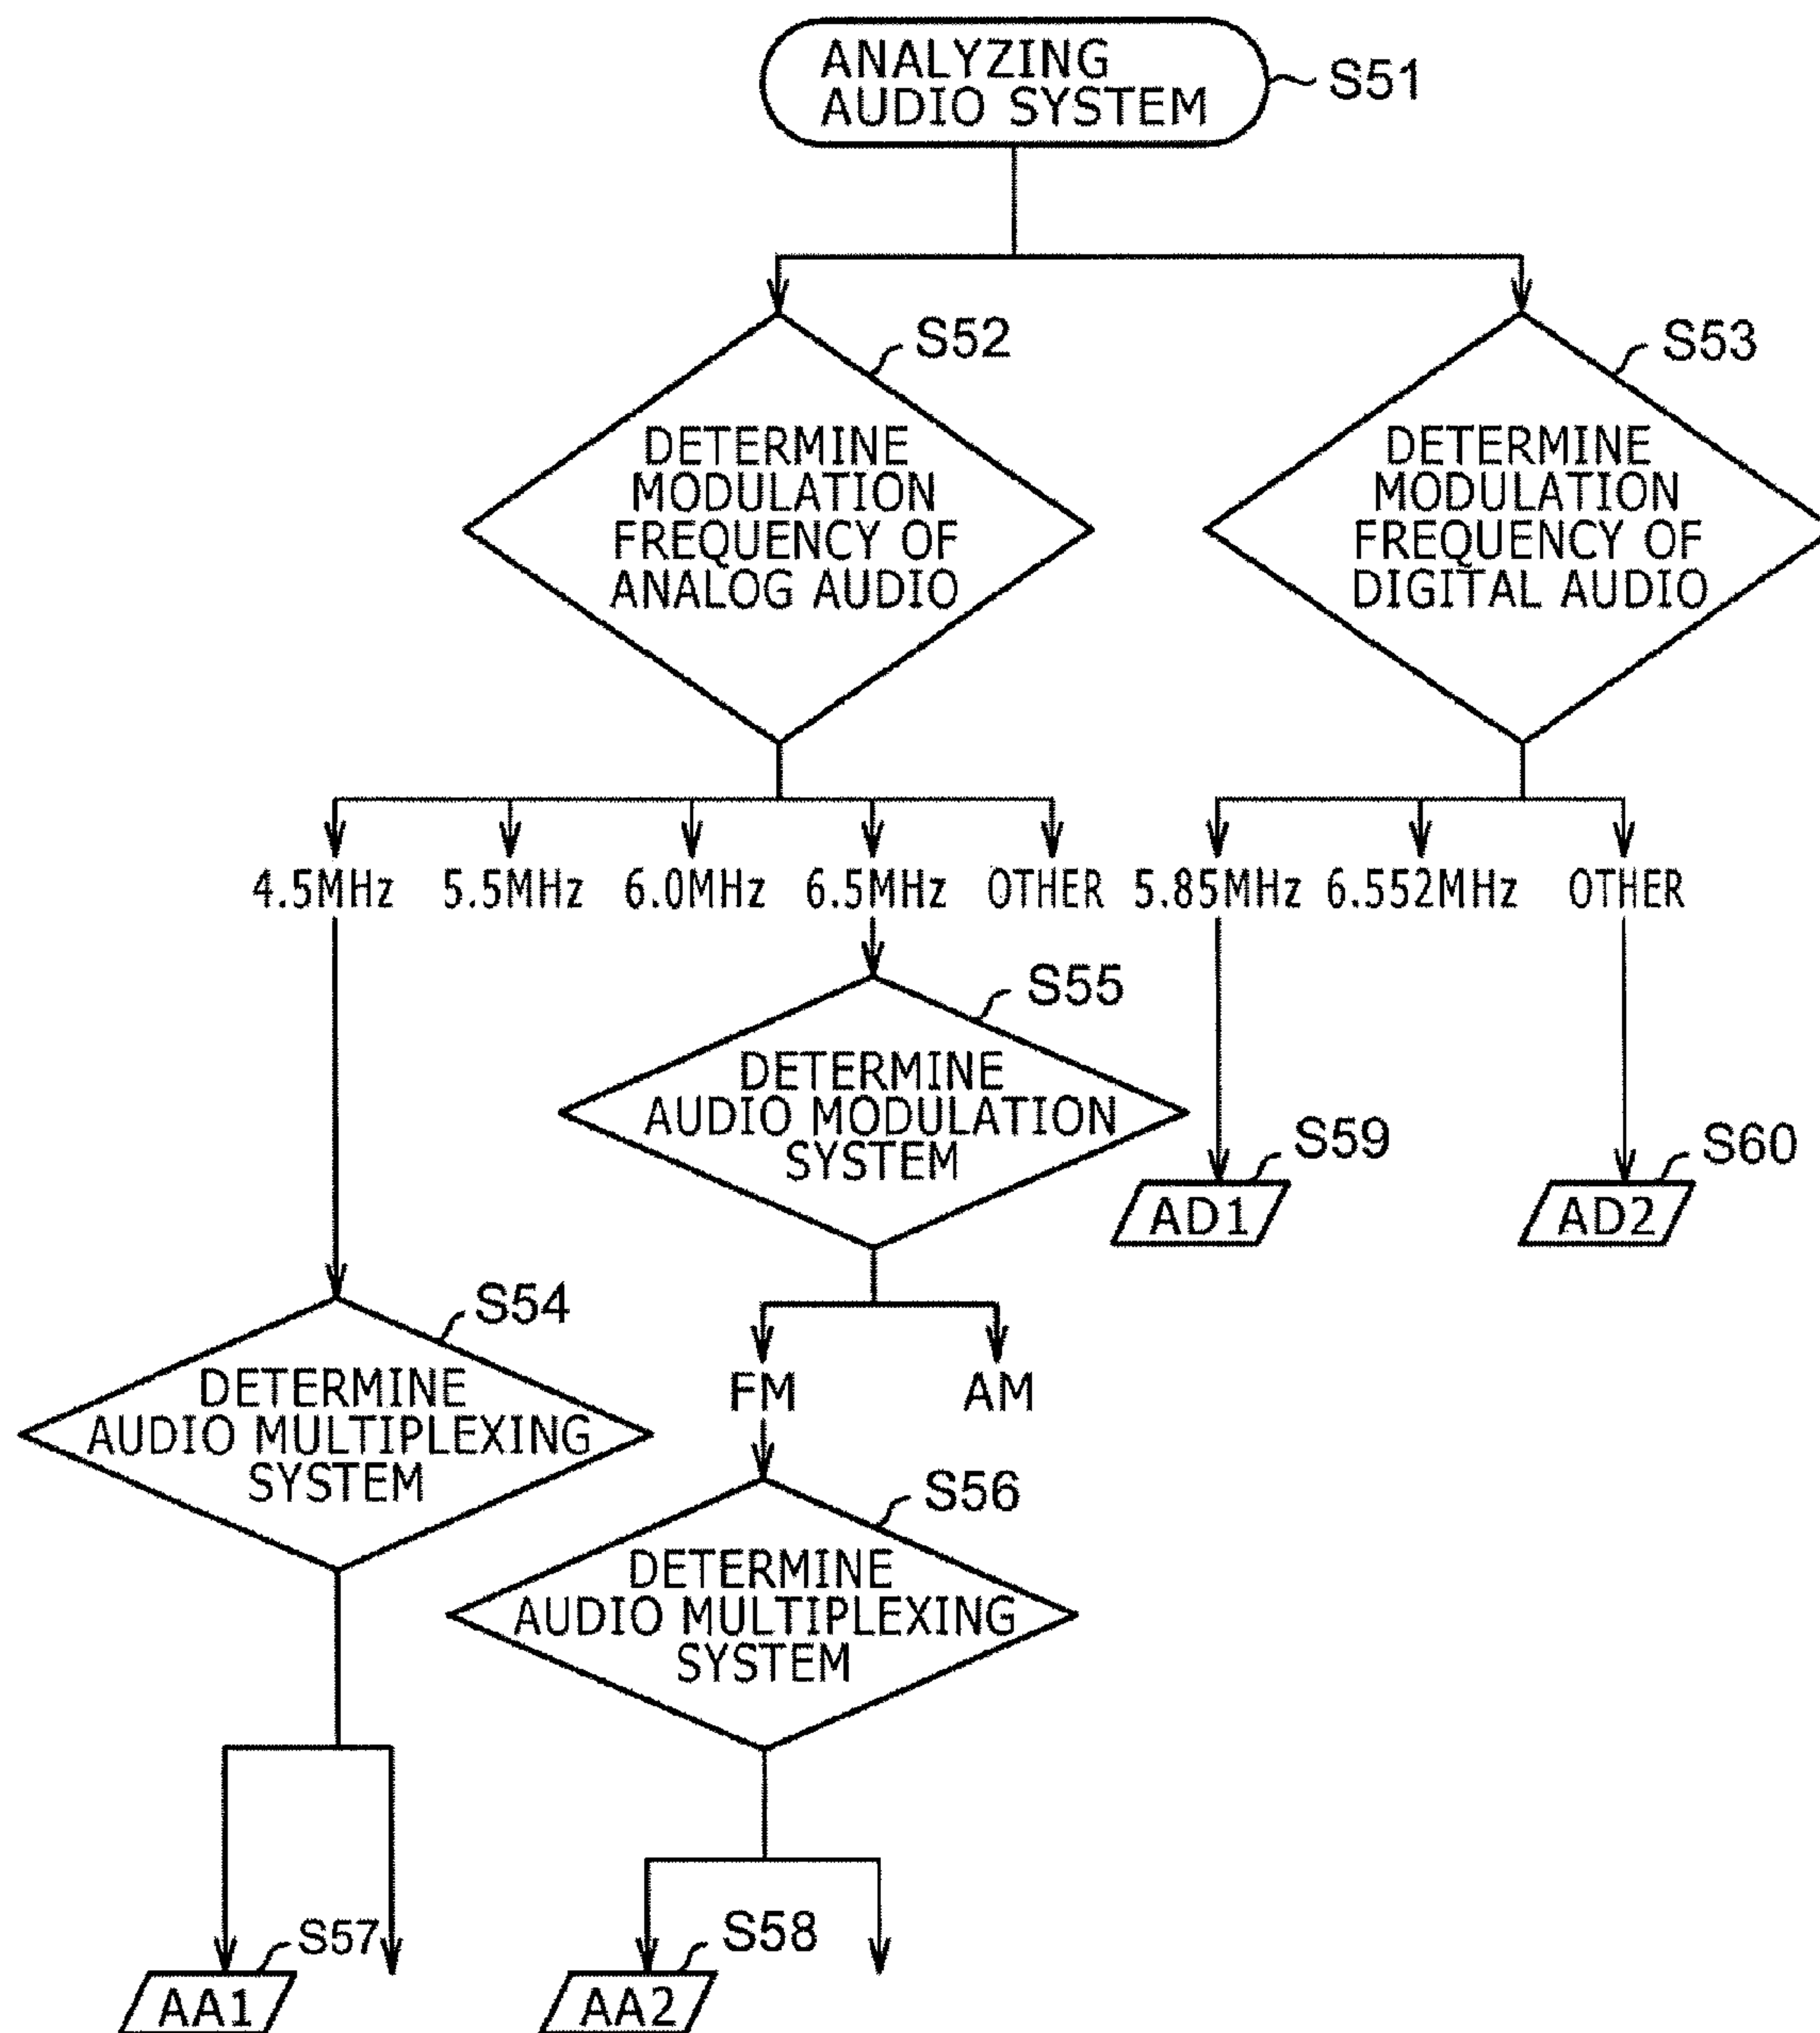 ANALYZING
AUDIO SYSTEM
S51
S52
DETERMINE
MODULATION
FREQUENCY OF
ANALOG AUDIO
S53
DETERMINE
MODULATION
FREQUENCY OF
DIGITAL AUDIO
4.5MHz 5.5MHz 6.0MHz 6.5MHz OTHER 5.85MHz 6.552MHz OTHER
S55
DETERMINE
AUDIO MODULATION
SYSTEM
S59
AD1
S60
AD2
S54
DETERMINE
AUDIO MULTIPLEXING
SYSTEM
FM AM
S56
DETERMINE
AUDIO MULTIPLEXING
SYSTEM
S57
AA1
S58
AA2